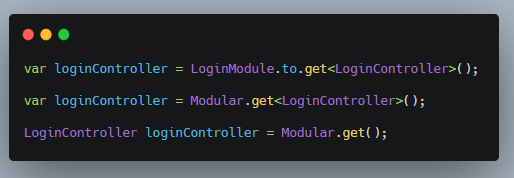 var loginController = LoginModule.to.get<LoginController>();
var loginController = Modular.get<LoginController>();
LoginController loginController = Modular.get();